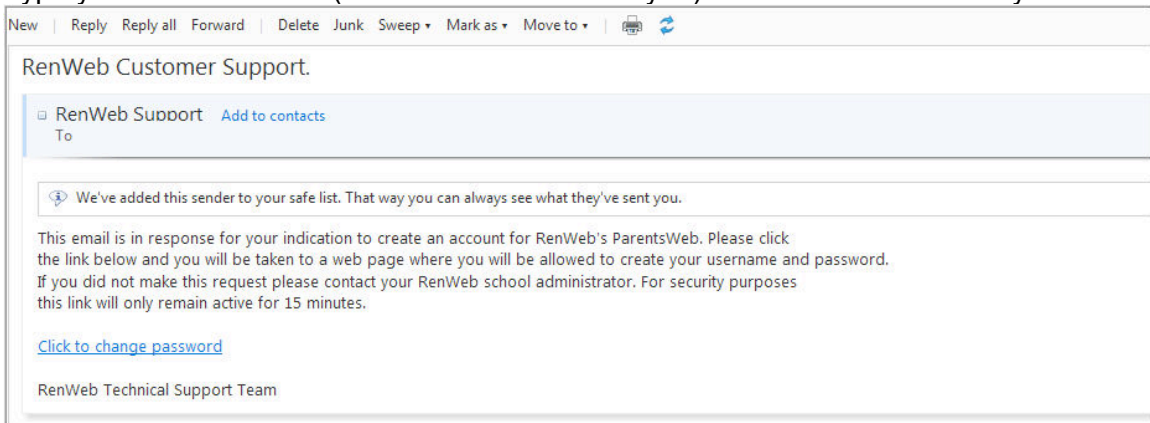 New | Reply Reply all Forward | Delete Junk Sweep Mark as Move to
RenWeb Customer Support.
RenWeb Support Add to contacts
To
We've added this sender to your safe list. That way you can always see what they've sent you.
This email is in response for your indication to create an account for RenWeb's ParentsWeb. Please click
the link below and you will be taken to a web page where you will be allowed to create your username and password.
If you did not make this request please contact your RenWeb school administrator. For security purposes
this link will only remain active for 15 minutes.
Click to change password
RenWeb Technical Support Team